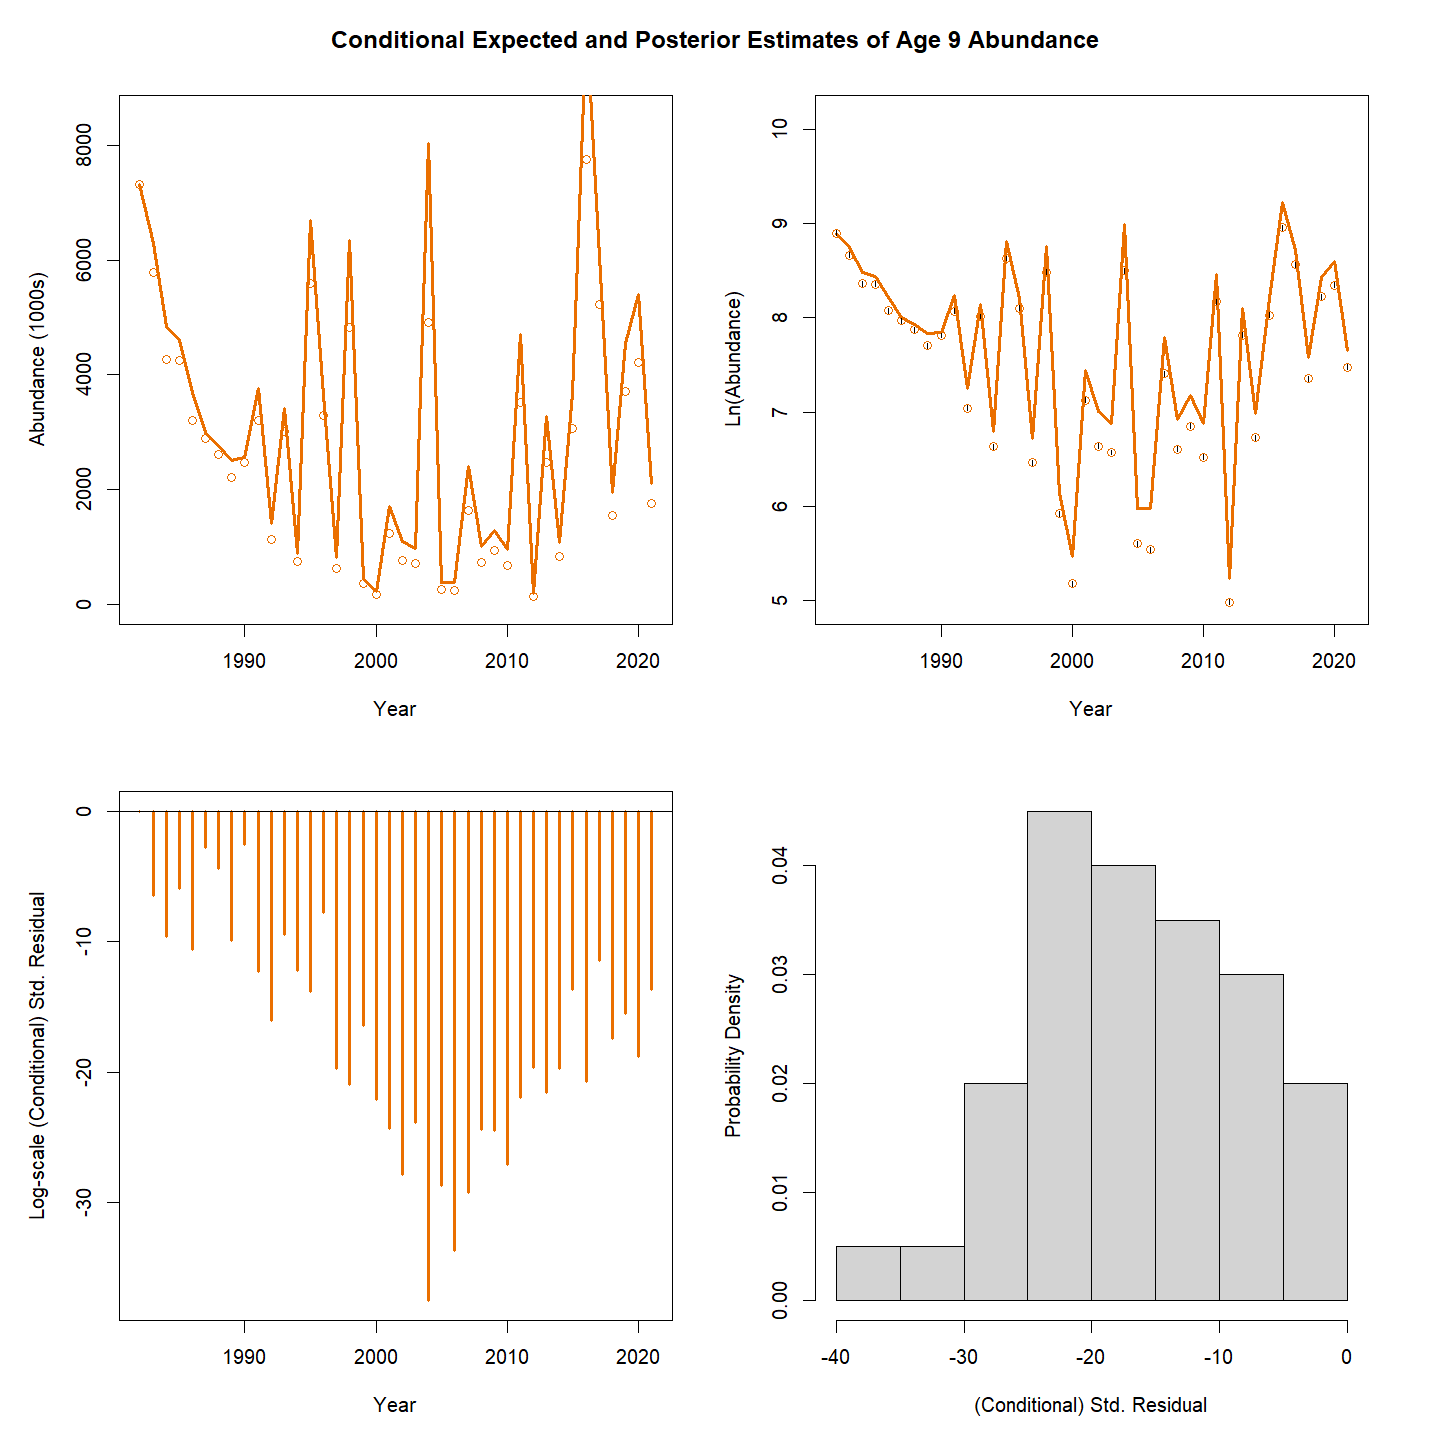 Conditional Expected and Posterior Estimates of Age 9 Abundance
Abundance (1000s)
8000
6000
4000
2000
0
1990 2000 2010 2020
Year
Ln(Abundance)
10
9
8
7
6
5
1990 2000 2010 2020
Year
Log-scale (Conditional) Std. Residual
0
-10
-20
-30
1990 2000 2010 2020
Year
Probability Density
0.04
0.03
0.02
0.01
0.00
-40 -30 -20 -10 0
(Conditional) Std. Residual